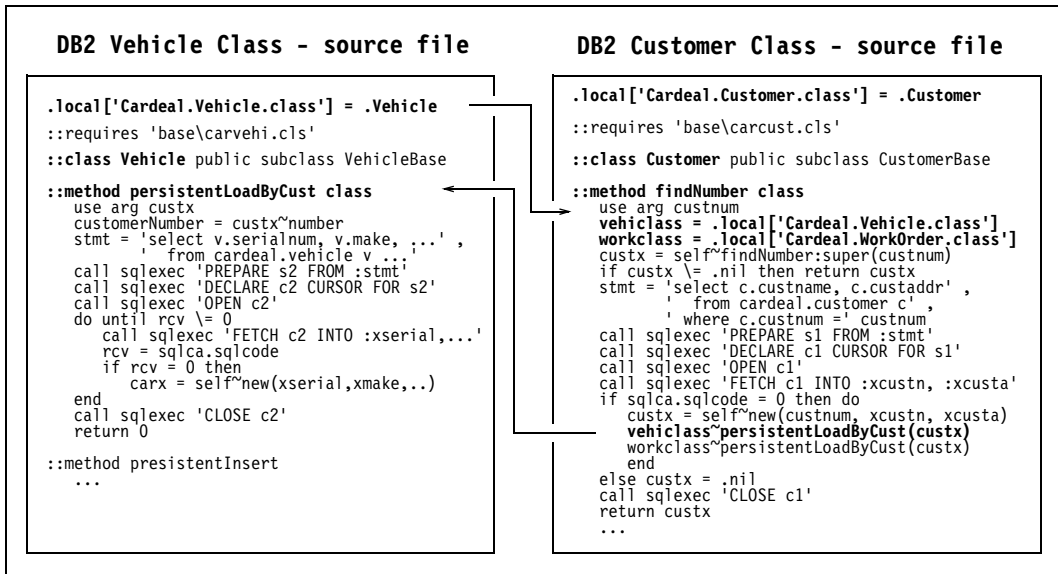 DB2 Vehicle Class - source file
.local['Cardeal.Vehicle.class'] = .Vehicle
::requires 'base\carvehi.cls'
::class Vehicle public subclass VehicleBase
::method persistentLoadByCust class
use arg custx
customerNumber = custx~number
stmt = 'select v.serialnum, v.make, ...' ,
' from cardeal.vehicle v ...'
call sqlexec 'PREPARE s2 FROM :stmt'
call sqlexec 'DECLARE c2 CURSOR FOR s2'
call sqlexec 'OPEN c2'
do until rcv \= 0
call sqlexec 'FETCH c2 INTO :xserial,...'
rcv = sqlca.sqlcode
if rcv = 0 then
carx = self~new(xserial,xmake,..)
end
call sqlexec 'CLOSE c2'
return 0
::method presistentInsert
...
DB2 Customer Class - source file
.local['Cardeal.Customer.class'] = .Customer
::requires 'base\carcust.cls'
::class Customer public subclass CustomerBase
::method findNumber class
use arg custnum
vehiclass = .local['Cardeal.Vehicle.class']
workclass = .local['Cardeal.WorkOrder.class']
custx = self~findNumber:super(custnum)
if custx \= .nil then return custx
stmt = 'select c.custname, c.custaddr' ,
' from cardeal.customer c' ,
' where c.custnum =' custnum
call sqlexec 'PREPARE s1 FROM :stmt'
call sqlexec 'DECLARE c1 CURSOR FOR s1'
call sqlexec 'OPEN c1'
call sqlexec 'FETCH c1 INTO :xcustn, :xcusta'
if sqlca.sqlcode = 0 then do
custx = self~new(custnum, xcustn, xcusta)
vehiclass~persistentLoadByCust(custx)
workclass~persistentLoadByCust(custx)
end
else custx = .nil
call sqlexec 'CLOSE c1'
return custx
...